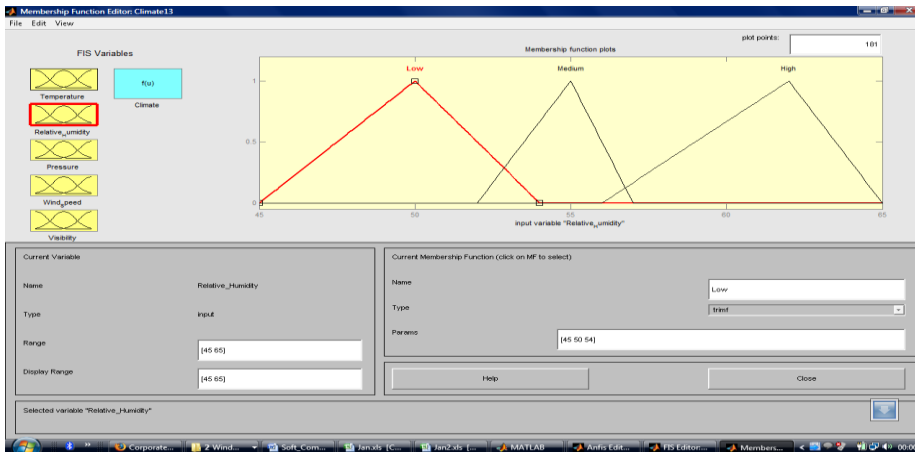 Membership Function Editor: Climate13
File Edit View
FIS Variables
plot points:
181
Membership function plots
f(u)
Temperature
Climate
Relative_umidity
Pressure
Wind_speed
Visibility
Low
Medium
High
1
0.5
0
45
50
55
60
65
input variable "Relative_umidity"
Current Variable
Name
Relative_Humidity
Type
input
Range
[45 65]
Display Range
[45 65]
Current Membership Function (click on MF to select)
Name
Low
Type
trimf
Params
[45 50 54]
Help
Close
Selected variable "Relative_Humidity"
Corporate...
2 Wind...
Soft_Com...
Jan.xls [C...
Jan2.xls [...
MATLAB
Anfis Edit...
FIS Editor:...
Members...